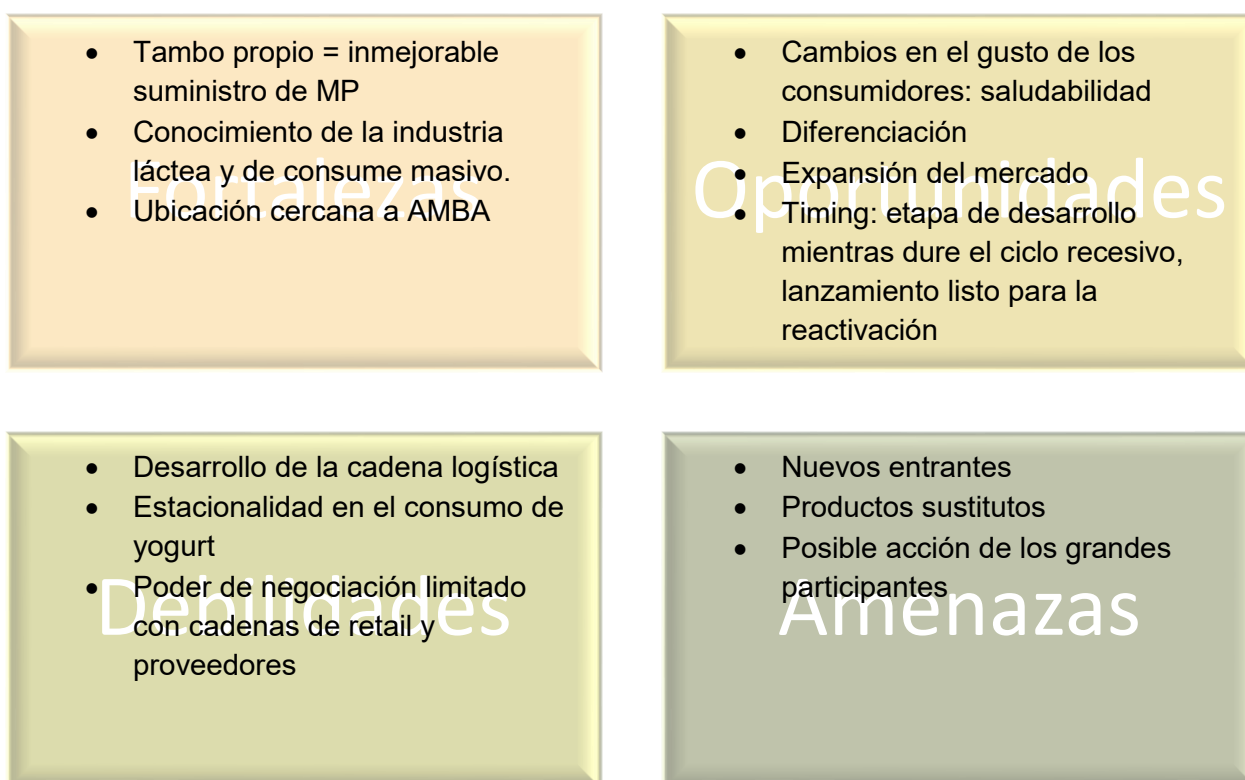 • Tambo propio = inmejorable
suministro de MP
• Conocimiento de la industria
láctea y de consume masivo.
• Ubicación cercana a AMBA
Fortalezas
• Cambios en el gusto de los
consumidores: saludabilidad
• Diferenciación
• Expansión del mercado
• Timing: etapa de desarrollo
mientras dure el ciclo recesivo,
lanzamiento listo para la
reactivación
Oportunidades
• Desarrollo de la cadena logística
• Estacionalidad en el consumo de
yogurt
• Poder de negociación limitado
con cadenas de retail y
proveedores
Debilidades
• Nuevos entrantes
• Productos sustitutos
• Posible acción de los grandes
participantes
Amenazas